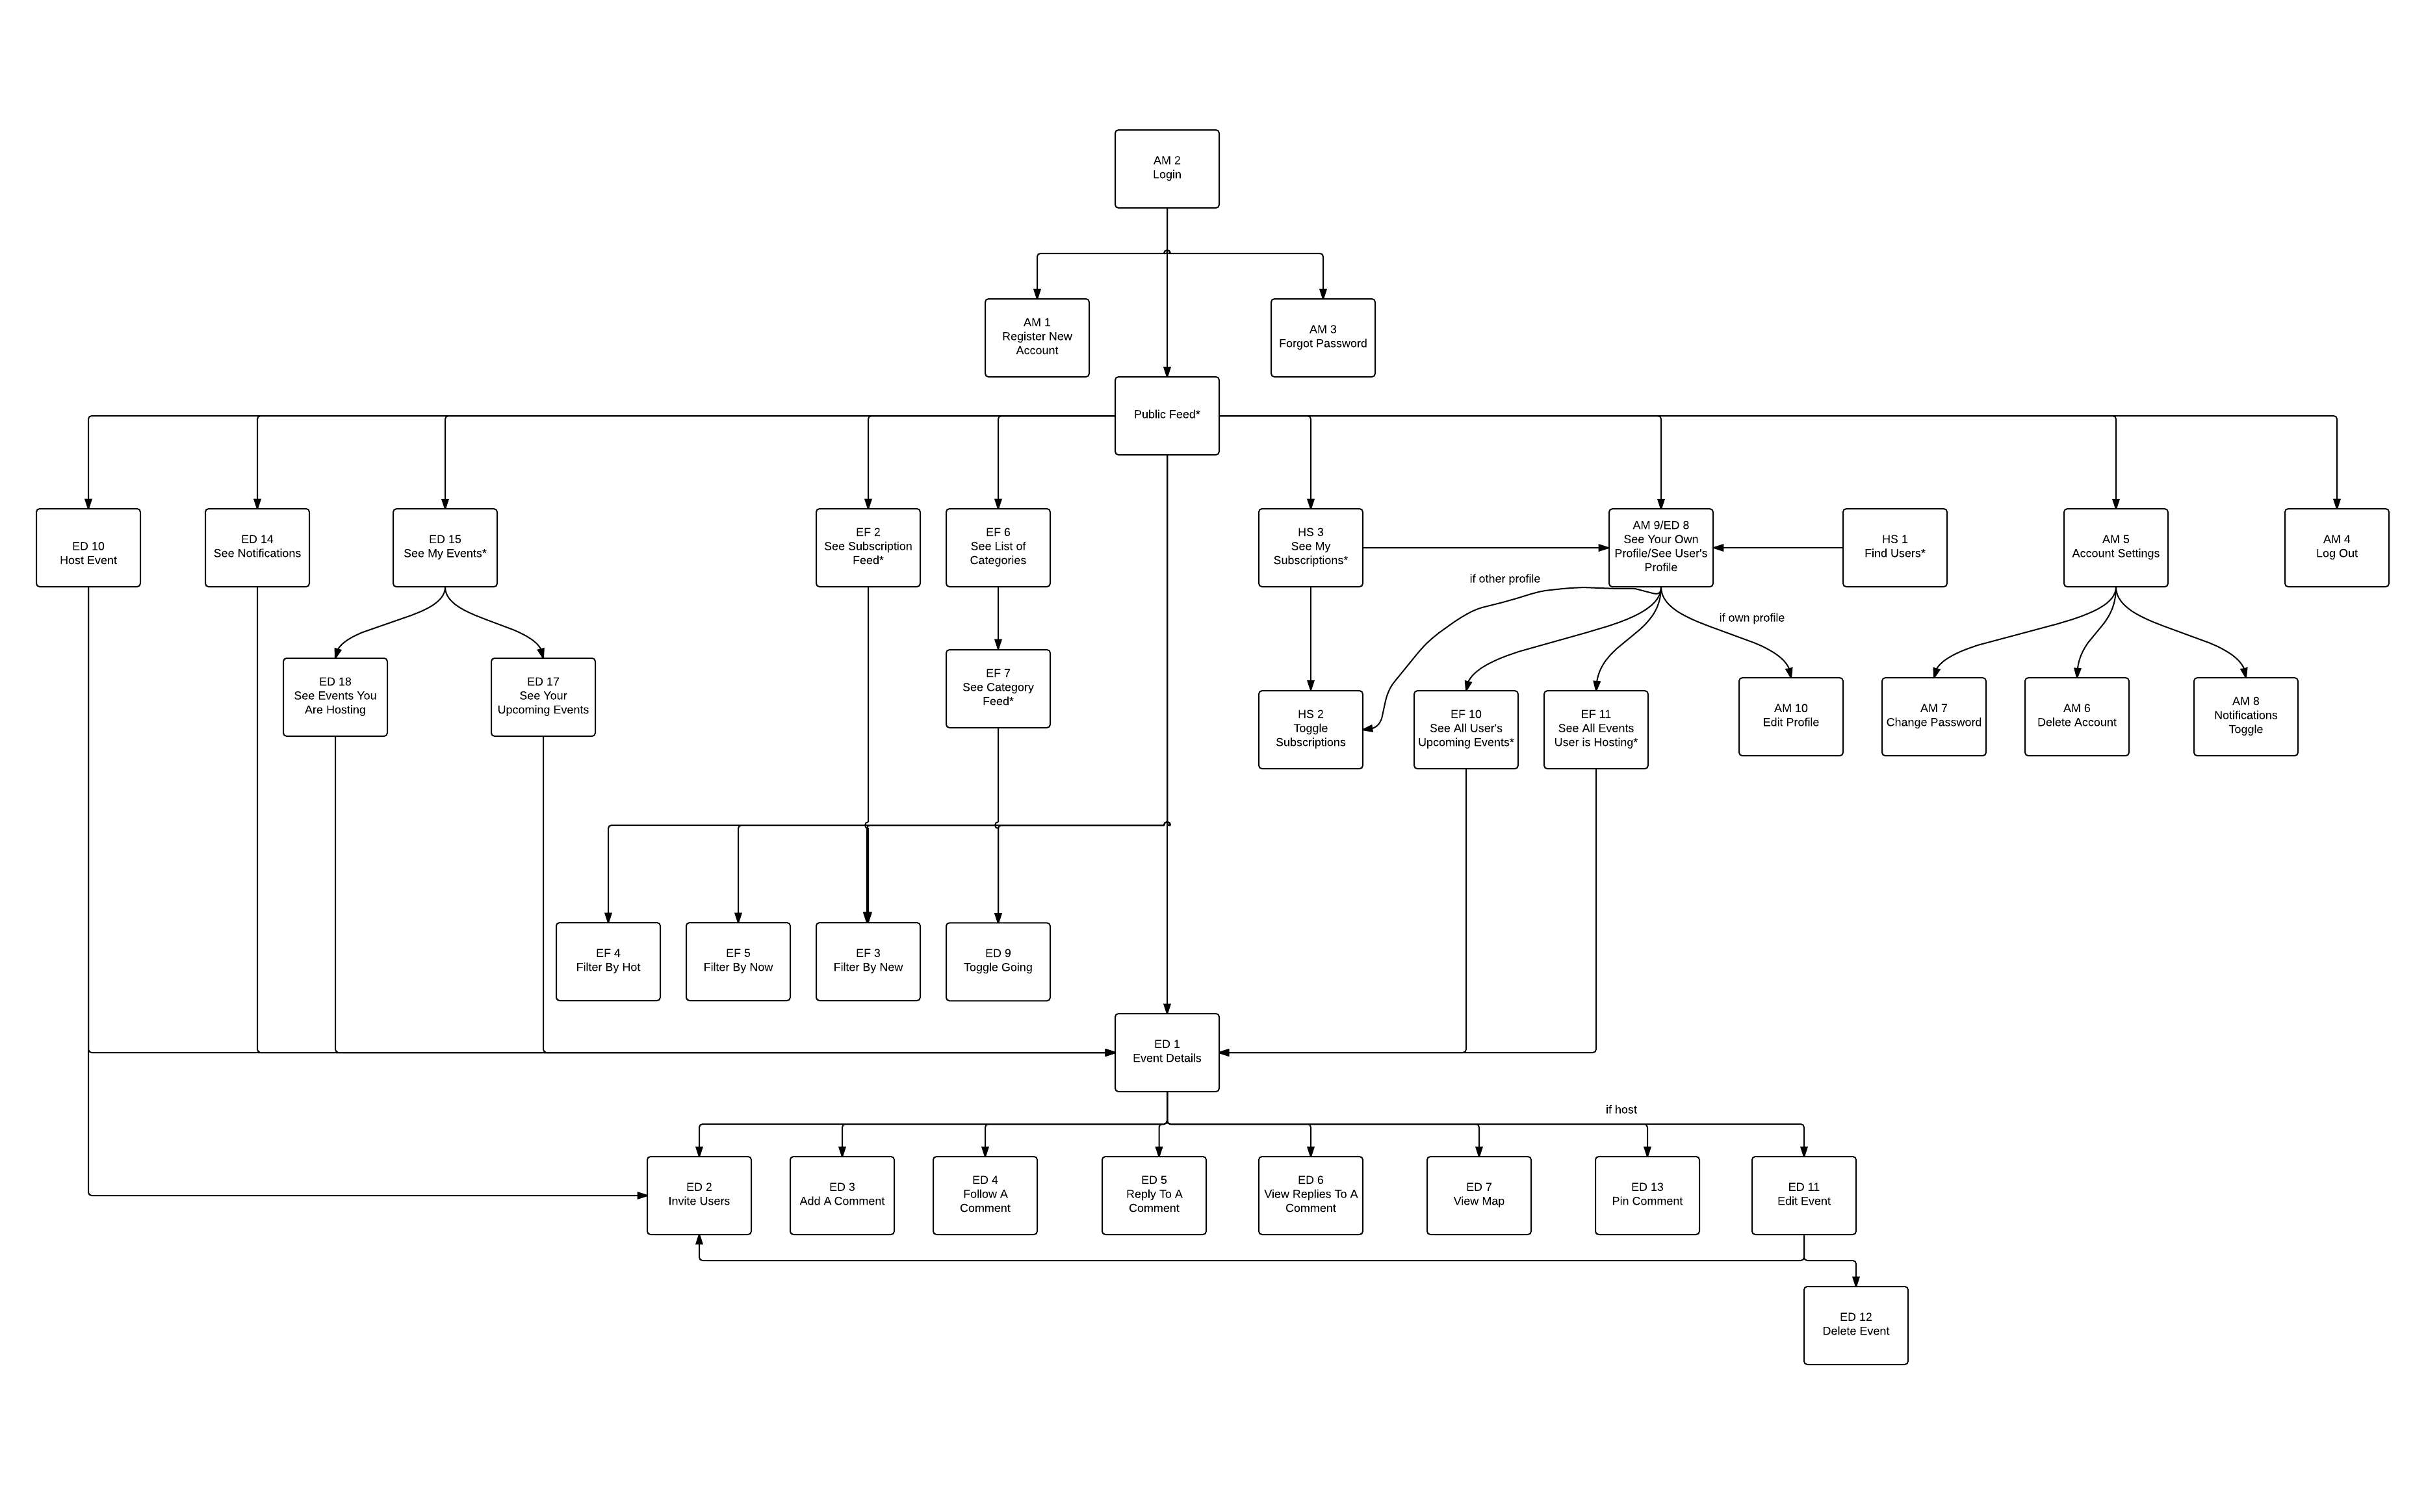 AM 2
Login
AM 1
Register New
Account
AM 3
Forgot Password
Public Feed*
ED 10
Host Event
ED 14
See Notifications
ED 15
See My Events*
EF 2
See Subscription
Feed*
EF 6
See List of
Categories
HS 3
See My
Subscriptions*
AM 9/ED 8
See Your Own
Profile/See User's
Profile
HS 1
Find Users*
AM 5
Account Settings
AM 4
Log Out
if other profile
if own profile
ED 18
See Events You
Are Hosting
ED 17
See Your
Upcoming Events
EF 7
See Category
Feed*
HS 2
Toggle
Subscriptions
EF 10
See All User's
Upcoming Events*
EF 11
See All Events
User is Hosting*
AM 10
Edit Profile
AM 7
Change Password
AM 6
Delete Account
AM 8
Notifications
Toggle
EF 4
Filter By Hot
EF 5
Filter By Now
EF 3
Filter By New
ED 9
Toggle Going
ED 1
Event Details
if host
ED 2
Invite Users
ED 3
Add A Comment
ED 4
Follow A
Comment
ED 5
Reply To A
Comment
ED 6
View Replies To A
Comment
ED 7
View Map
ED 13
Pin Comment
ED 11
Edit Event
ED 12
Delete Event